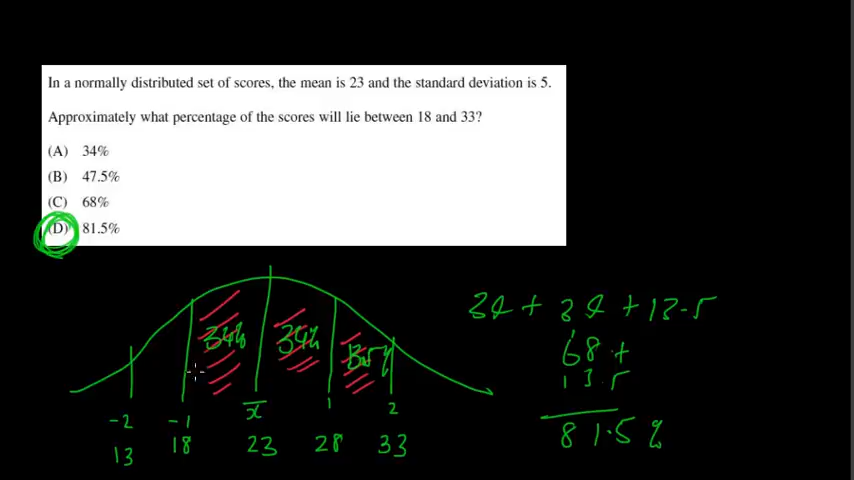 In a normally distributed set of scores, the mean is 23 and the standard deviation is 5.
Approximately what percentage of the scores will lie between 18 and 33?
(A) 34%
(B) 47.5%
(C) 68%
(D) 81.5%
34% 34% 13.5%
34 + 34 + 13.5
68 +
13.5
81.5 %
-2 -1 x̄ 1 2
13 18 23 28 33